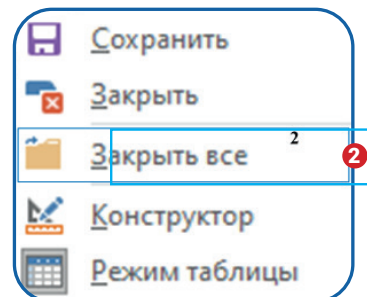 Сохранить
Закрыть
Закрыть все 2 2
Конструктор
Режим таблицы